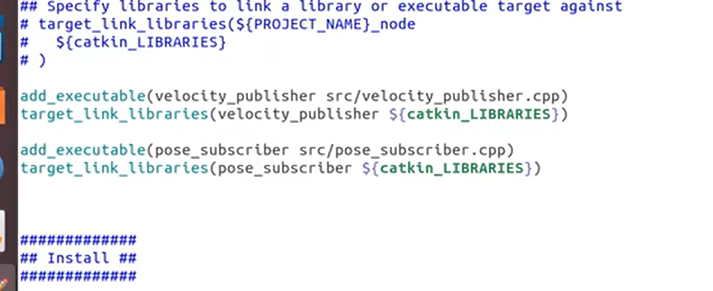 ## Specify libraries to link a library or executable target against
# target_link_libraries(${PROJECT_NAME}_node
#   ${catkin_LIBRARIES}
# )
add_executable(velocity_publisher src/velocity_publisher.cpp)
target_link_libraries(velocity_publisher ${catkin_LIBRARIES})
add_executable(pose_subscriber src/pose_subscriber.cpp)
target_link_libraries(pose_subscriber ${catkin_LIBRARIES})
#############
## Install ##
#############